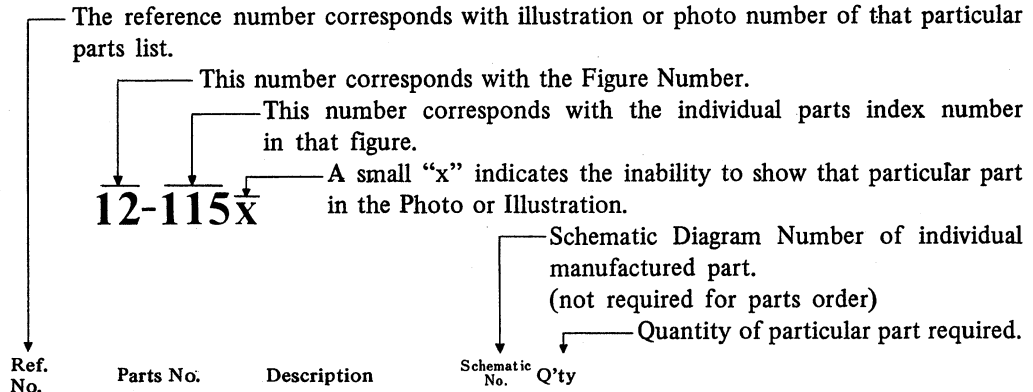 The reference number corresponds with illustration or photo number of that particular
parts list.
This number corresponds with the Figure Number.
This number corresponds with the individual parts index number
in that figure.
A small “x” indicates the inability to show that particular part
in the Photo or Illustration.
12-115x
Schematic Diagram Number of individual
manufactured part.
(not required for parts order)
Quantity of particular part required.
Ref. No. Parts No. Description Schematic No. Q'ty